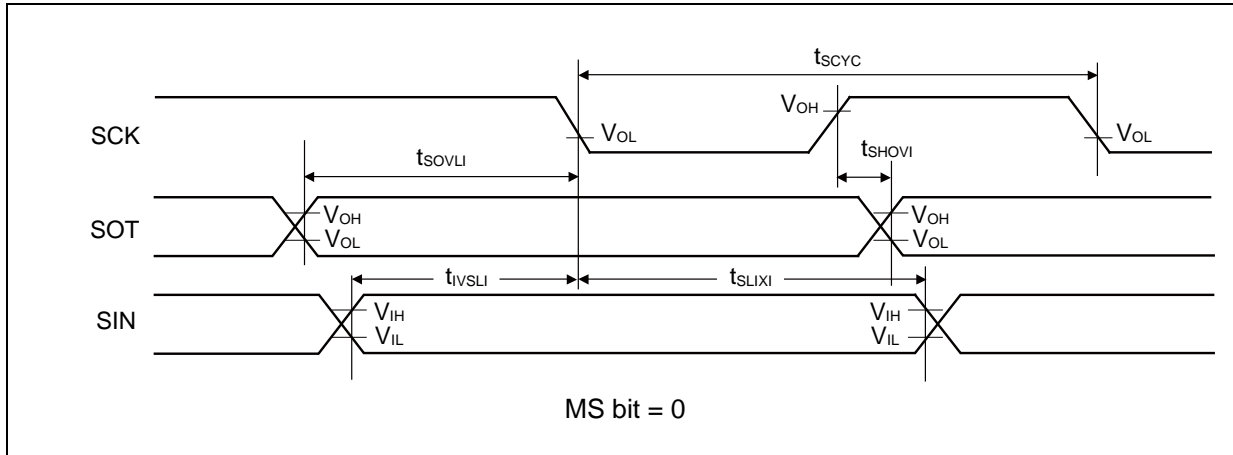 tSCYC
SCK
VOL
VOH
VOL
tSOVLI
tSHOVI
SOT
VOH
VOL
VOH
VOL
tIVSLI
tSLIXI
SIN
VIH
VIL
VIH
VIL
MS bit = 0